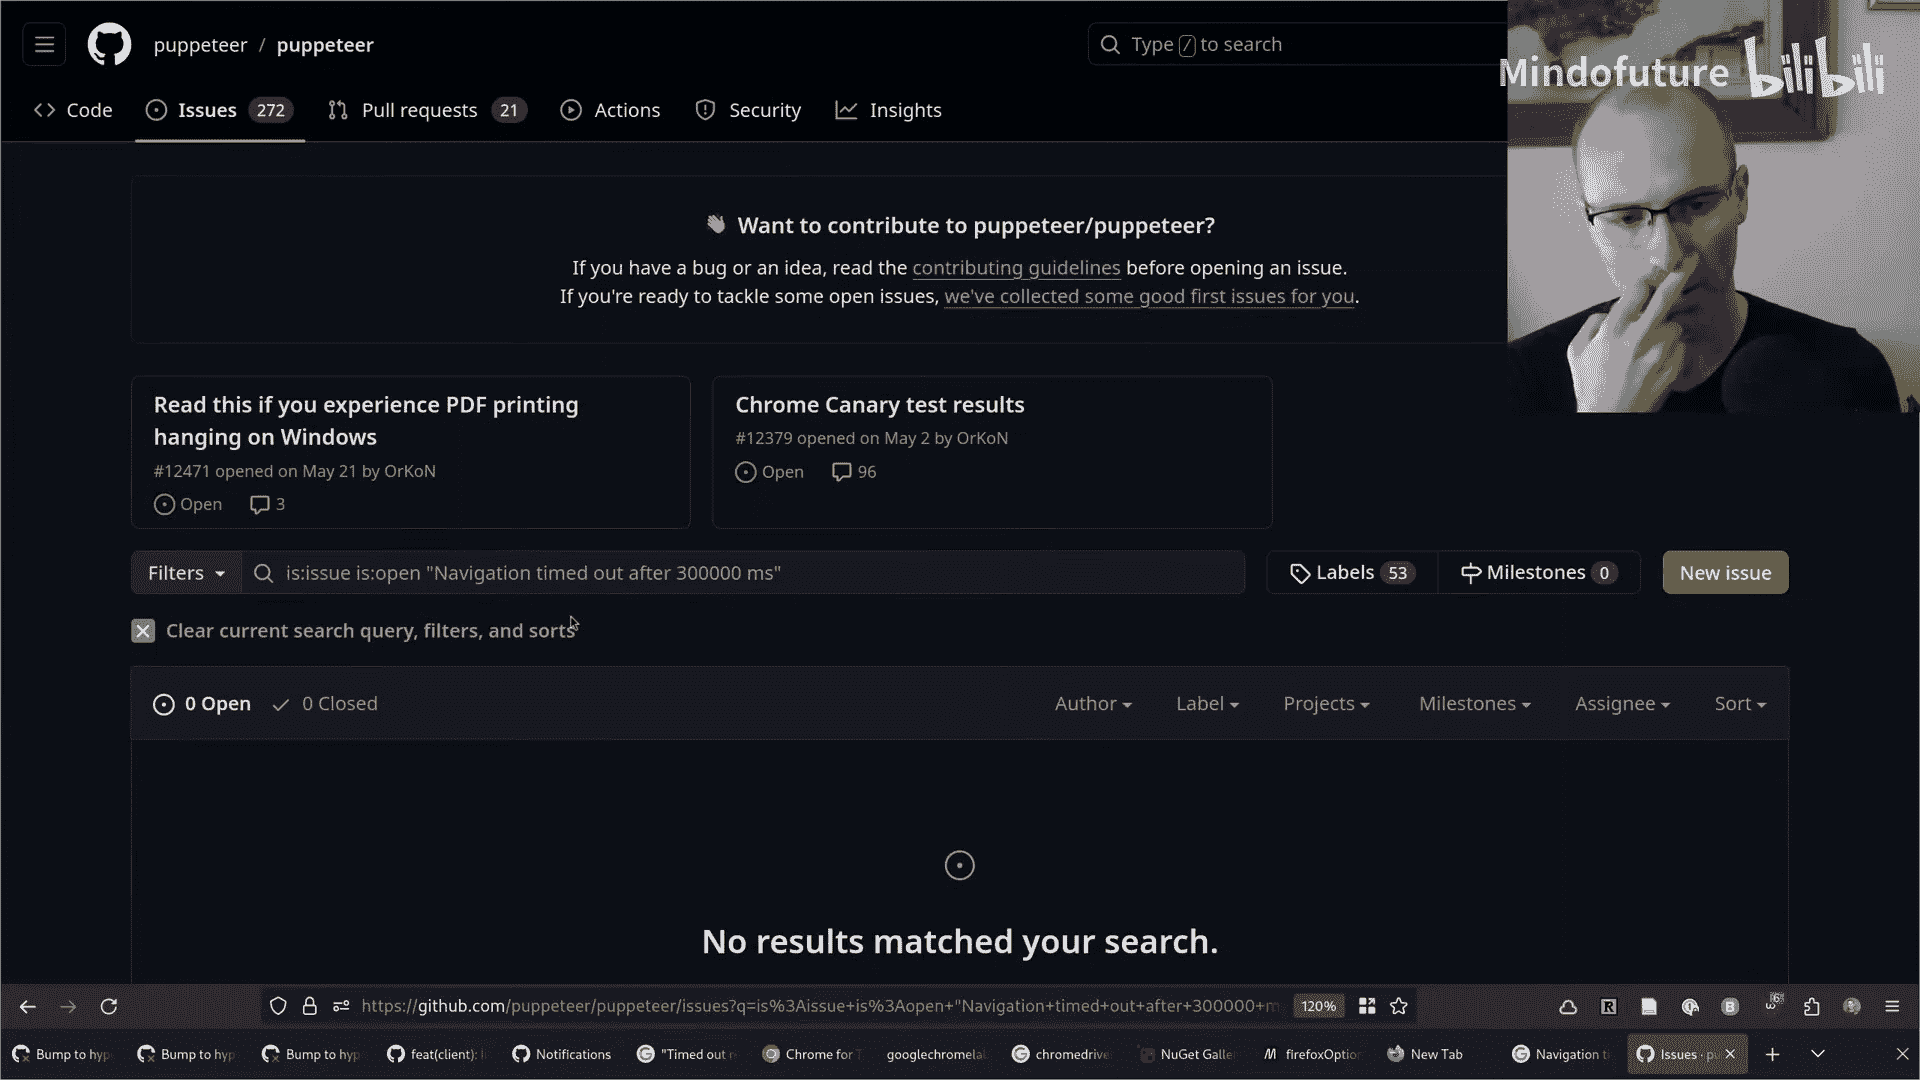 puppeteer / puppeteer
Type / to search
Mindofuture bilibili
Code
Issues 272
Pull requests 21
Actions
Security
Insights
Want to contribute to puppeteer/puppeteer?
If you have a bug or an idea, read the contributing guidelines before opening an issue.
If you're ready to tackle some open issues, we've collected some good first issues for you.
Read this if you experience PDF printing
hanging on Windows
#12471 opened on May 21 by OrKoN
Open 3
Chrome Canary test results
#12379 opened on May 2 by OrKoN
Open 96
Filters
is:issue is:open "Navigation timed out after 300000 ms"
Labels 53
Milestones 0
New issue
Clear current search query, filters, and sorts
0 Open
0 Closed
Author
Label
Projects
Milestones
Assignee
Sort
No results matched your search.
https://github.com/puppeteer/puppeteer/issues?q=is%3Aissue+is%3Aopen+"Navigation+timed+out+after+300000+m
120%
Bump to hyp
Bump to hyp
Bump to hyp
feat(client):
Notifications
"Timed out
Chrome for
googlechromela
chromedrive
NuGet Galle
firefoxOptio
New Tab
Navigation ti
Issues · pu